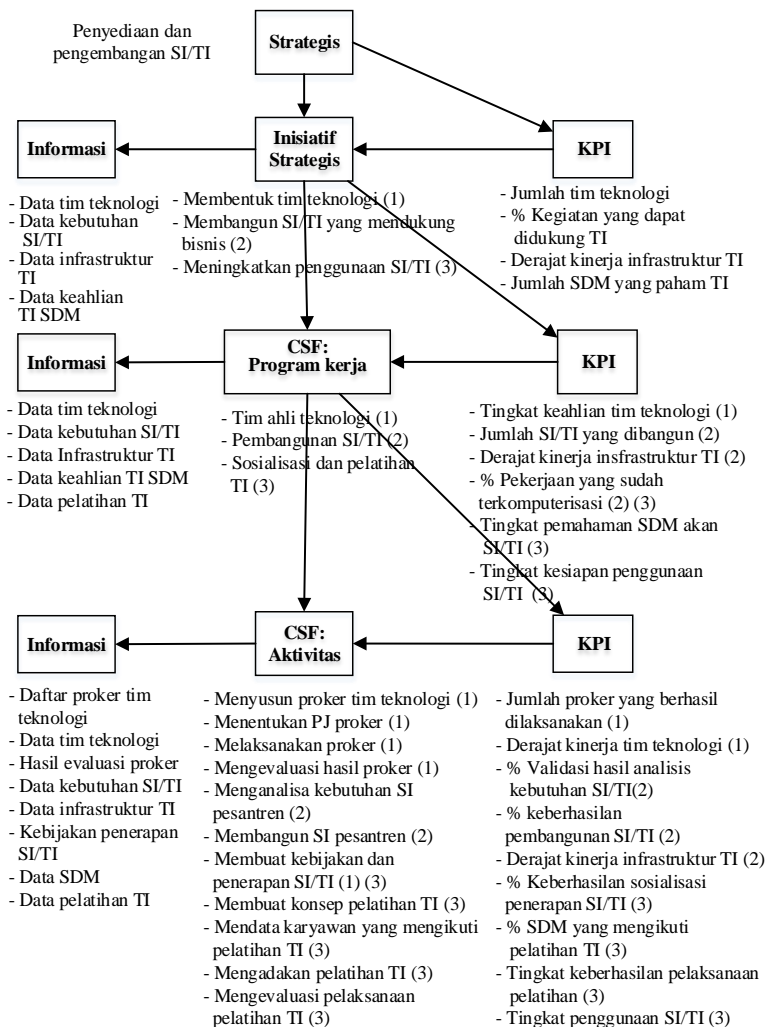 Penyediaan dan
pengembangan SI/TI
Strategis
Informasi
Inisiatif
Strategis
KPI
- Data tim teknologi
- Data kebutuhan
SI/TI
- Data infrastruktur
TI
- Data keahlian
TI SDM
- Membentuk tim teknologi (1)
- Membangun SI/TI yang mendukung
bisnis (2)
- Meningkatkan penggunaan SI/TI (3)
- Jumlah tim teknologi
- % Kegiatan yang dapat
didukung TI
- Derajat kinerja infrastruktur TI
- Jumlah SDM yang paham TI
Informasi
CSF:
Program kerja
KPI
- Data tim teknologi
- Data kebutuhan SI/TI
- Data Infrastruktur TI
- Data keahlian TI SDM
- Data pelatihan TI
- Tim ahli teknologi (1)
- Pembangunan SI/TI (2)
- Sosialisasi dan pelatihan
TI (3)
- Tingkat keahlian tim teknologi (1)
- Jumlah SI/TI yang dibangun (2)
- Derajat kinerja insfrastruktur TI (2)
- % Pekerjaan yang sudah
terkomputerisasi (2) (3)
- Tingkat pemahaman SDM akan
SI/TI (3)
- Tingkat kesiapan penggunaan
SI/TI (3)
Informasi
CSF:
Aktivitas
KPI
- Daftar proker tim
teknologi
- Data tim teknologi
- Hasil evaluasi proker
- Data kebutuhan SI/TI
- Data infrastruktur TI
- Kebijakan penerapan
SI/TI
- Data SDM
- Data pelatihan TI
- Menyusun proker tim teknologi (1)
- Menentukan PJ proker (1)
- Melaksanakan proker (1)
- Mengevaluasi hasil proker (1)
- Menganalisa kebutuhan SI
pesantren (2)
- Membangun SI pesantren (2)
- Membuat kebijakan dan
penerapan SI/TI (1) (3)
- Membuat konsep pelatihan TI (3)
- Mendata karyawan yang mengikuti
pelatihan TI (3)
- Mengadakan pelatihan TI (3)
- Mengevaluasi pelaksanaan
pelatihan TI (3)
- Jumlah proker yang berhasil
dilaksanakan (1)
- Derajat kinerja tim teknologi (1)
- % Validasi hasil analisis
kebutuhan SI/TI(2)
- % keberhasilan
pembangunan SI/TI (2)
- Derajat kinerja infrastruktur TI (2)
- % Keberhasilan sosialisasi
penerapan SI/TI (3)
- % SDM yang mengikuti
pelatihan TI (3)
- Tingkat keberhasilan pelaksanaan
pelatihan (3)
- Tingkat penggunaan SI/TI (3)